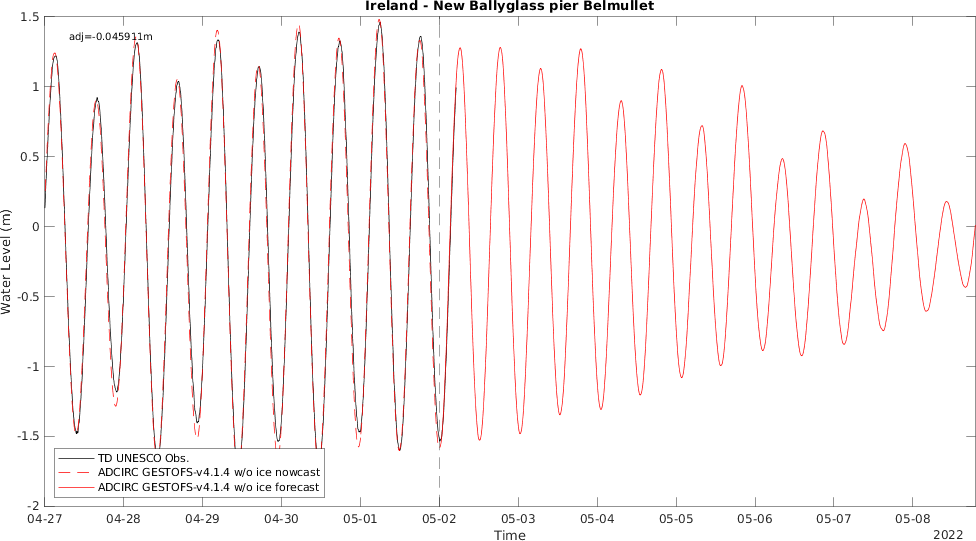 Ireland - New Ballyglass pier Belmullet
adj=-0.045911m
1.5
1
0.5
0
-0.5
-1
-1.5
-2
Water Level (m)
TD UNESCO Obs.
ADCIRC GESTOFS-v4.1.4 w/o ice nowcast
ADCIRC GESTOFS-v4.1.4 w/o ice forecast
04-27 04-28 04-29 04-30 05-01 05-02 05-03 05-04 05-05 05-06 05-07 05-08
Time
2022